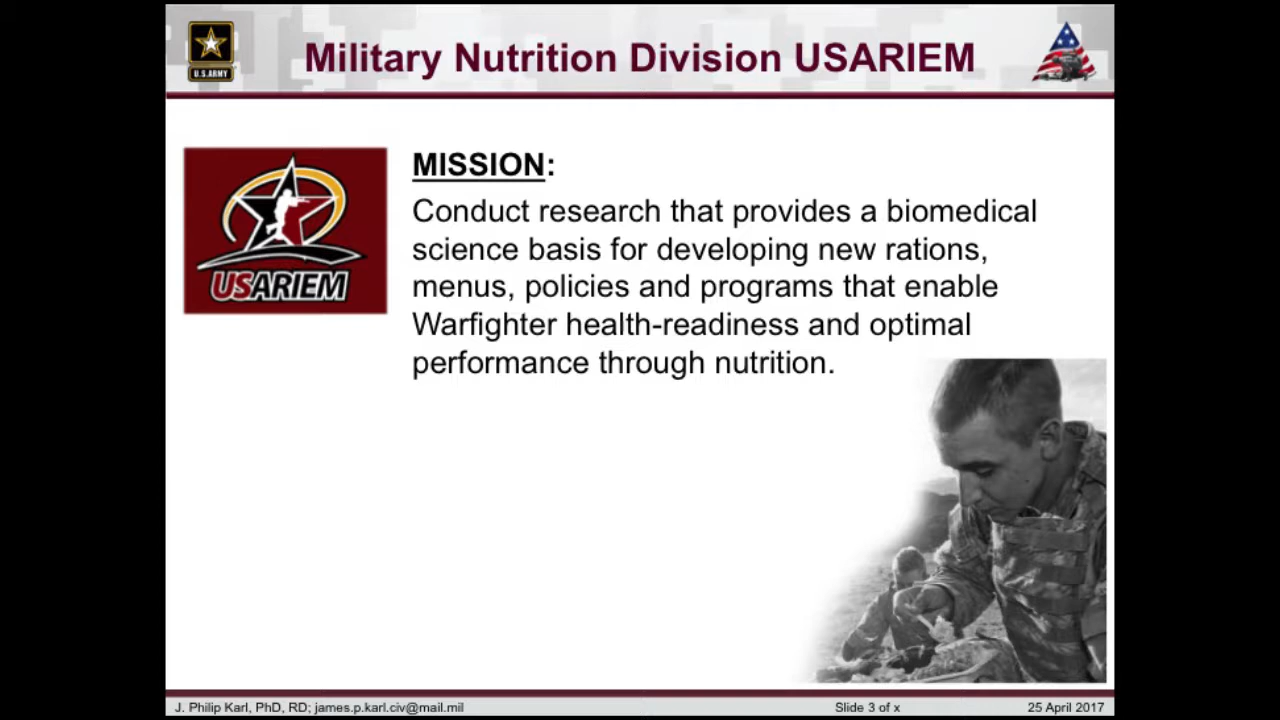 U.S.ARMY
Military Nutrition Division USARIEM
USARIEM
MISSION:
Conduct research that provides a biomedical
science basis for developing new rations,
menus, policies and programs that enable
Warfighter health-readiness and optimal
performance through nutrition.
J. Philip Karl, PhD, RD; james.p.karl.civ@mail.mil
Slide 3 of x
25 April 2017